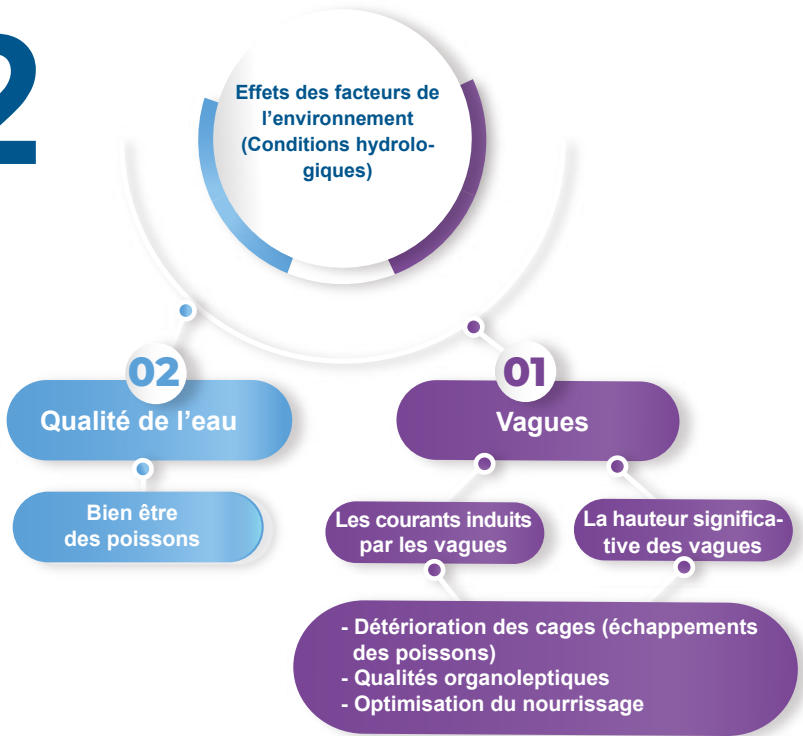 2
Effets des facteurs de
l'environnement
(Conditions hydrolo-
giques)
02
Qualité de l'eau
Bien être
des poissons
01
Vagues
Les courants induits
par les vagues
La hauteur significa-
tive des vagues
- Détérioration des cages (échappements
des poissons)
- Qualités organoleptiques
- Optimisation du nourrissage